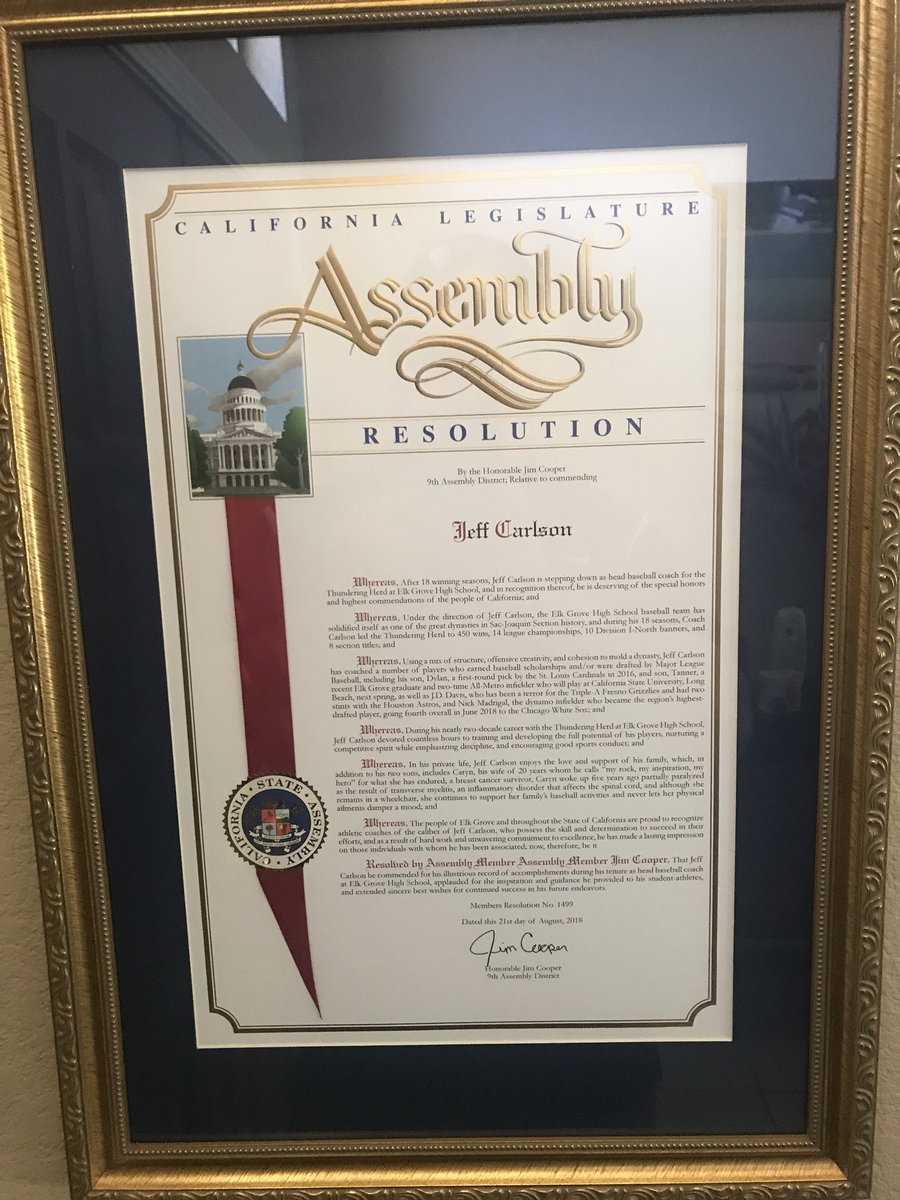 CALIFORNIA LEGISLATURE
Assembly
RESOLUTION
By the Honorable Jim Cooper
9th Assembly District; Relative to commending
Jeff Carlson
Whereas, After 18 winning seasons, Jeff Carlson is stepping down as head baseball coach for the
Thundering Herd at Elk Grove High School, and in recognition thereof, he is deserving of the special honors
and highest commendations of the people of California; and
Whereas, Under the direction of Jeff Carlson, the Elk Grove High School baseball team has
solidified itself as one of the great dynasties in Sac-Joaquin Section history, and during his 18 seasons, Coach
Carlson led the Thundering Herd to 450 wins, 14 league championships, 10 Division I-North banners, and
8 section titles; and
Whereas, Using a mix of structure, offensive creativity, and cohesion to mold a dynasty, Jeff Carlson
has coached a number of players who earned baseball scholarships and/or were drafted by Major League
Baseball, including his son, Dylan, a first-round pick by the St. Louis Cardinals in 2016, and son, Tanner, a
recent Elk Grove graduate and two-time All-Metro infielder who will play at California State University, Long
Beach, next spring, as well as J.D. Davis, who has been a terror for the Triple-A Fresno Grizzlies and had two
stints with the Houston Astros, and Nick Madrigal, the dynamo infielder who became the region's highest-
drafted player, going fourth overall in June 2018 to the Chicago White Sox; and
Whereas, During his nearly two-decade career with the Thundering Herd at Elk Grove High School,
Jeff Carlson devoted countless hours to training and developing the full potential of his players, nurturing a
competitive spirit while emphasizing discipline, and encouraging good sports conduct; and
Whereas, In his private life, Jeff Carlson enjoys the love and support of his family, which, in
addition to his two sons, includes Caryn, his wife of 20 years whom he calls "my rock, my inspiration, my
hero" for what she has endured; a breast cancer survivor, Caryn woke up five years ago partially paralyzed
as the result of transverse myelitis, an inflammatory disorder that affects the spinal cord, and although she
remains in a wheelchair, she continues to support her family's baseball activities and never lets her physical
ailments damper a mood; and
Whereas, The people of Elk Grove and throughout the State of California are proud to recognize
athletic coaches of the caliber of Jeff Carlson, who possess the skill and determination to succeed in their
efforts, and as a result of hard work and unwavering commitment to excellence, he has made a lasting impression
on those individuals with whom he has been associated; now, therefore, be it
Resolved by Assembly Member Assembly Member Jim Cooper, That Jeff
Carlson be commended for his illustrious record of accomplishments during his tenure as head baseball coach
at Elk Grove High School, applauded for the inspiration and guidance he provided to his student-athletes,
and extended sincere best wishes for continued success in his future endeavors.
Members Resolution No. 1499
Dated this 21st day of August, 2018
Jim Cooper
Honorable Jim Cooper
9th Assembly District
CALIFORNIA STATE ASSEMBLY